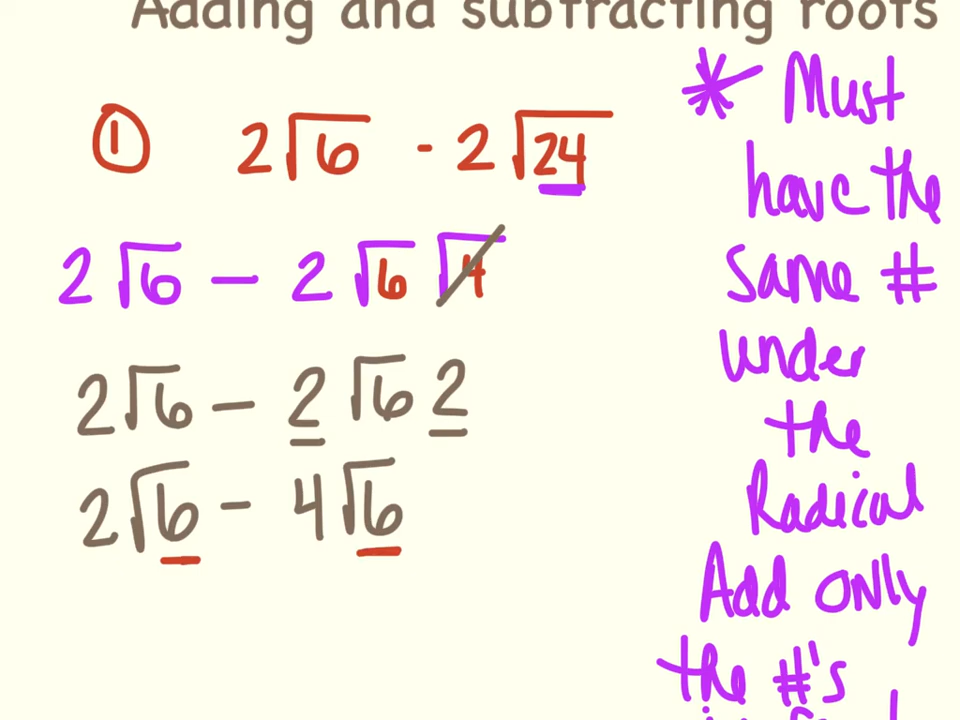 Adding and subtracting roots
① 2√6 - 2√24
2√6 – 2√6 √4
2√6 – 2√6 2
2√6 – 4√6
* Must
have the
same #
under
the
Radical
Add only
the #'s